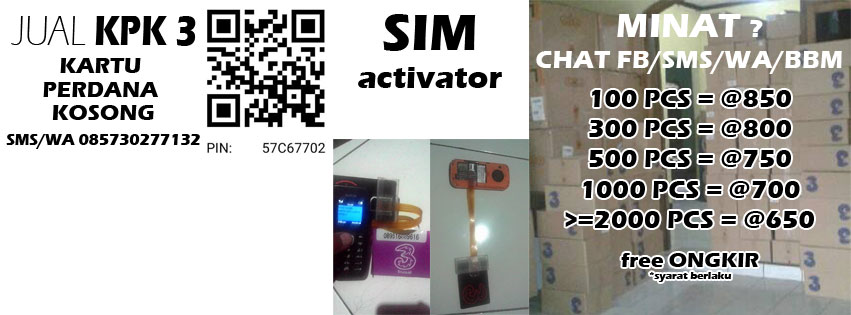 JUAL KPK 3
KARTU
PERDANA
KOSONG
SMS/WA 085730277132
PIN: 57C67702
SIM
activator
3
MINAT ?
CHAT FB/SMS/WA/BBM
100 PCS = @850
300 PCS = @800
500 PCS = @750
1000 PCS = @700
>=2000 PCS = @650
free ONGKIR
*syarat berlaku